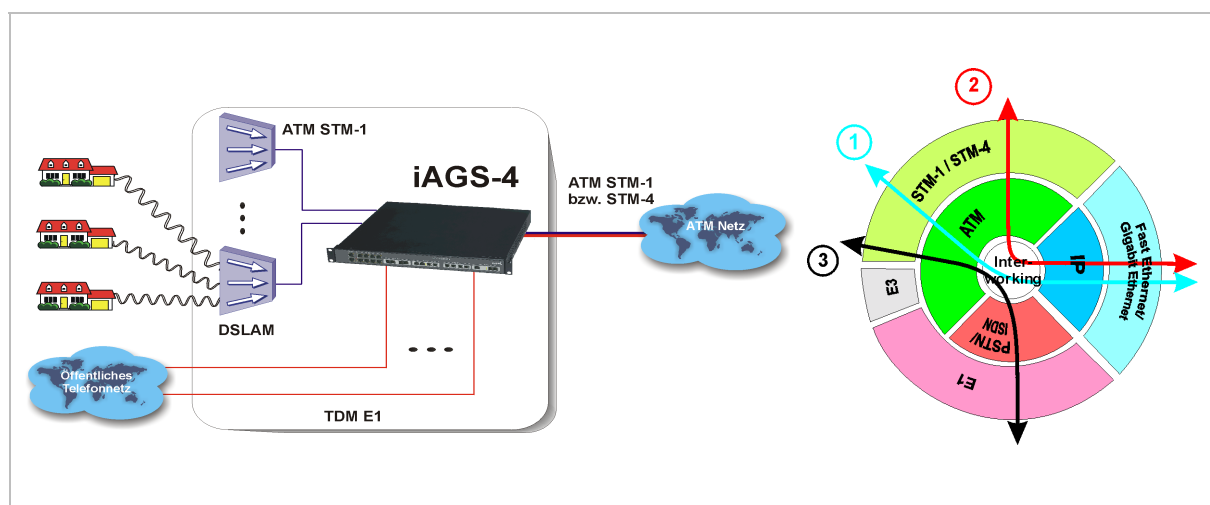 ATM STM-1
iAGS-4
ATM STM-1
bzw. STM-4
ATM Netz
DSLAM
Öffentliches
Telefonnetz
TDM E1
1
2
3
STM-1 / STM-4
ATM
Fast Ethernet/
Gigabit Ethernet
IP
Inter-
working
E3
PSTN/
ISDN
E1